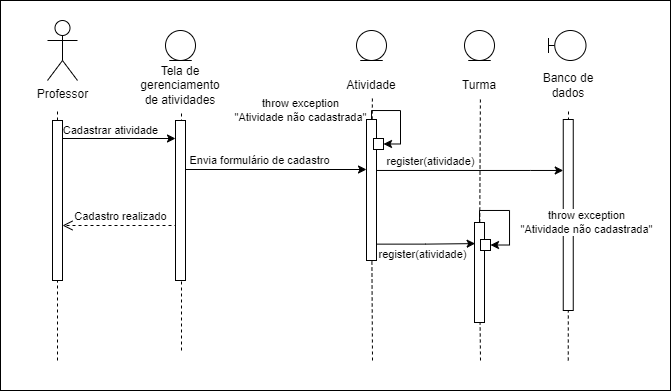 Professor
Tela de
gerenciamento
de atividades
Atividade
Turma
Banco de
dados
throw exception
"Atividade não cadastrada"
Cadastrar atividade
Envia formulário de cadastro
register(atividade)
Cadastro realizado
throw exception
"Atividade não cadastrada"
register(atividade)